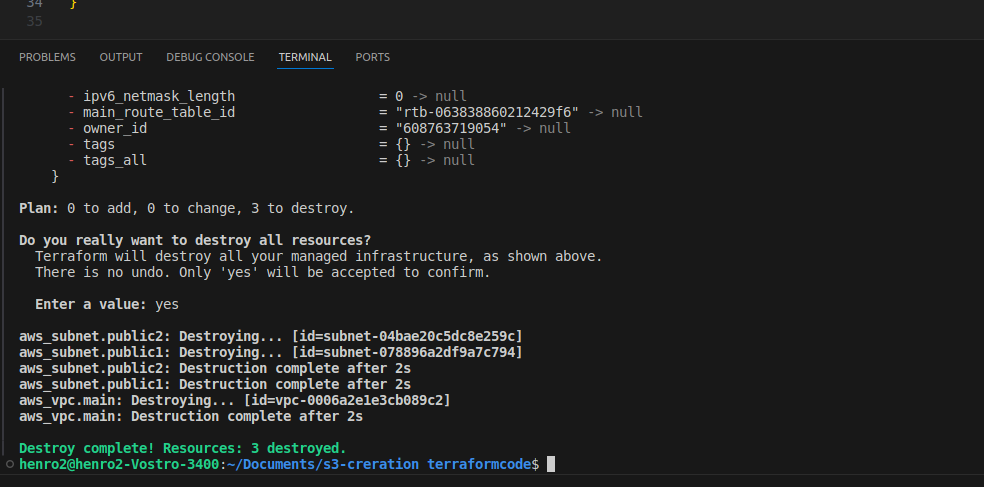 34 }
35
PROBLEMS OUTPUT DEBUG CONSOLE TERMINAL PORTS
- ipv6_netmask_length = 0 -> null
- main_route_table_id = "rtb-063838860212429f6" -> null
- owner_id = "608763719054" -> null
- tags = {} -> null
- tags_all = {} -> null
}
Plan: 0 to add, 0 to change, 3 to destroy.
Do you really want to destroy all resources?
Terraform will destroy all your managed infrastructure, as shown above.
There is no undo. Only 'yes' will be accepted to confirm.
Enter a value: yes
aws_subnet.public2: Destroying... [id=subnet-04bae20c5dc8e259c]
aws_subnet.public1: Destroying... [id=subnet-078896a2df9a7c794]
aws_subnet.public2: Destruction complete after 2s
aws_subnet.public1: Destruction complete after 2s
aws_vpc.main: Destroying... [id=vpc-0006a2e1e3cb089c2]
aws_vpc.main: Destruction complete after 2s
Destroy complete! Resources: 3 destroyed.
henro2@henro2-Vostro-3400:~/Documents/s3-creration terraformcode$